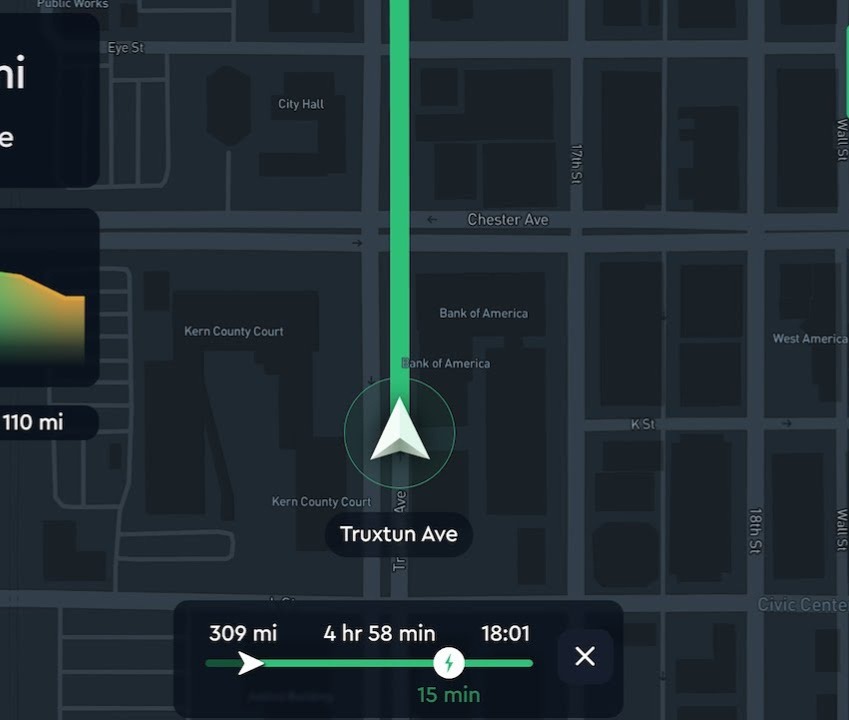 Public Works
Eye St
mi
City Hall
e
17th St
Wall St
Chester Ave
Bank of America
Kern County Court
West America
Bank of America
110 mi
K St
Kern County Court
Ave
Truxtun Ave
18th St
Wall St
Tr
Civic Cente
309 mi
4 hr 58 min
18:01
15 min